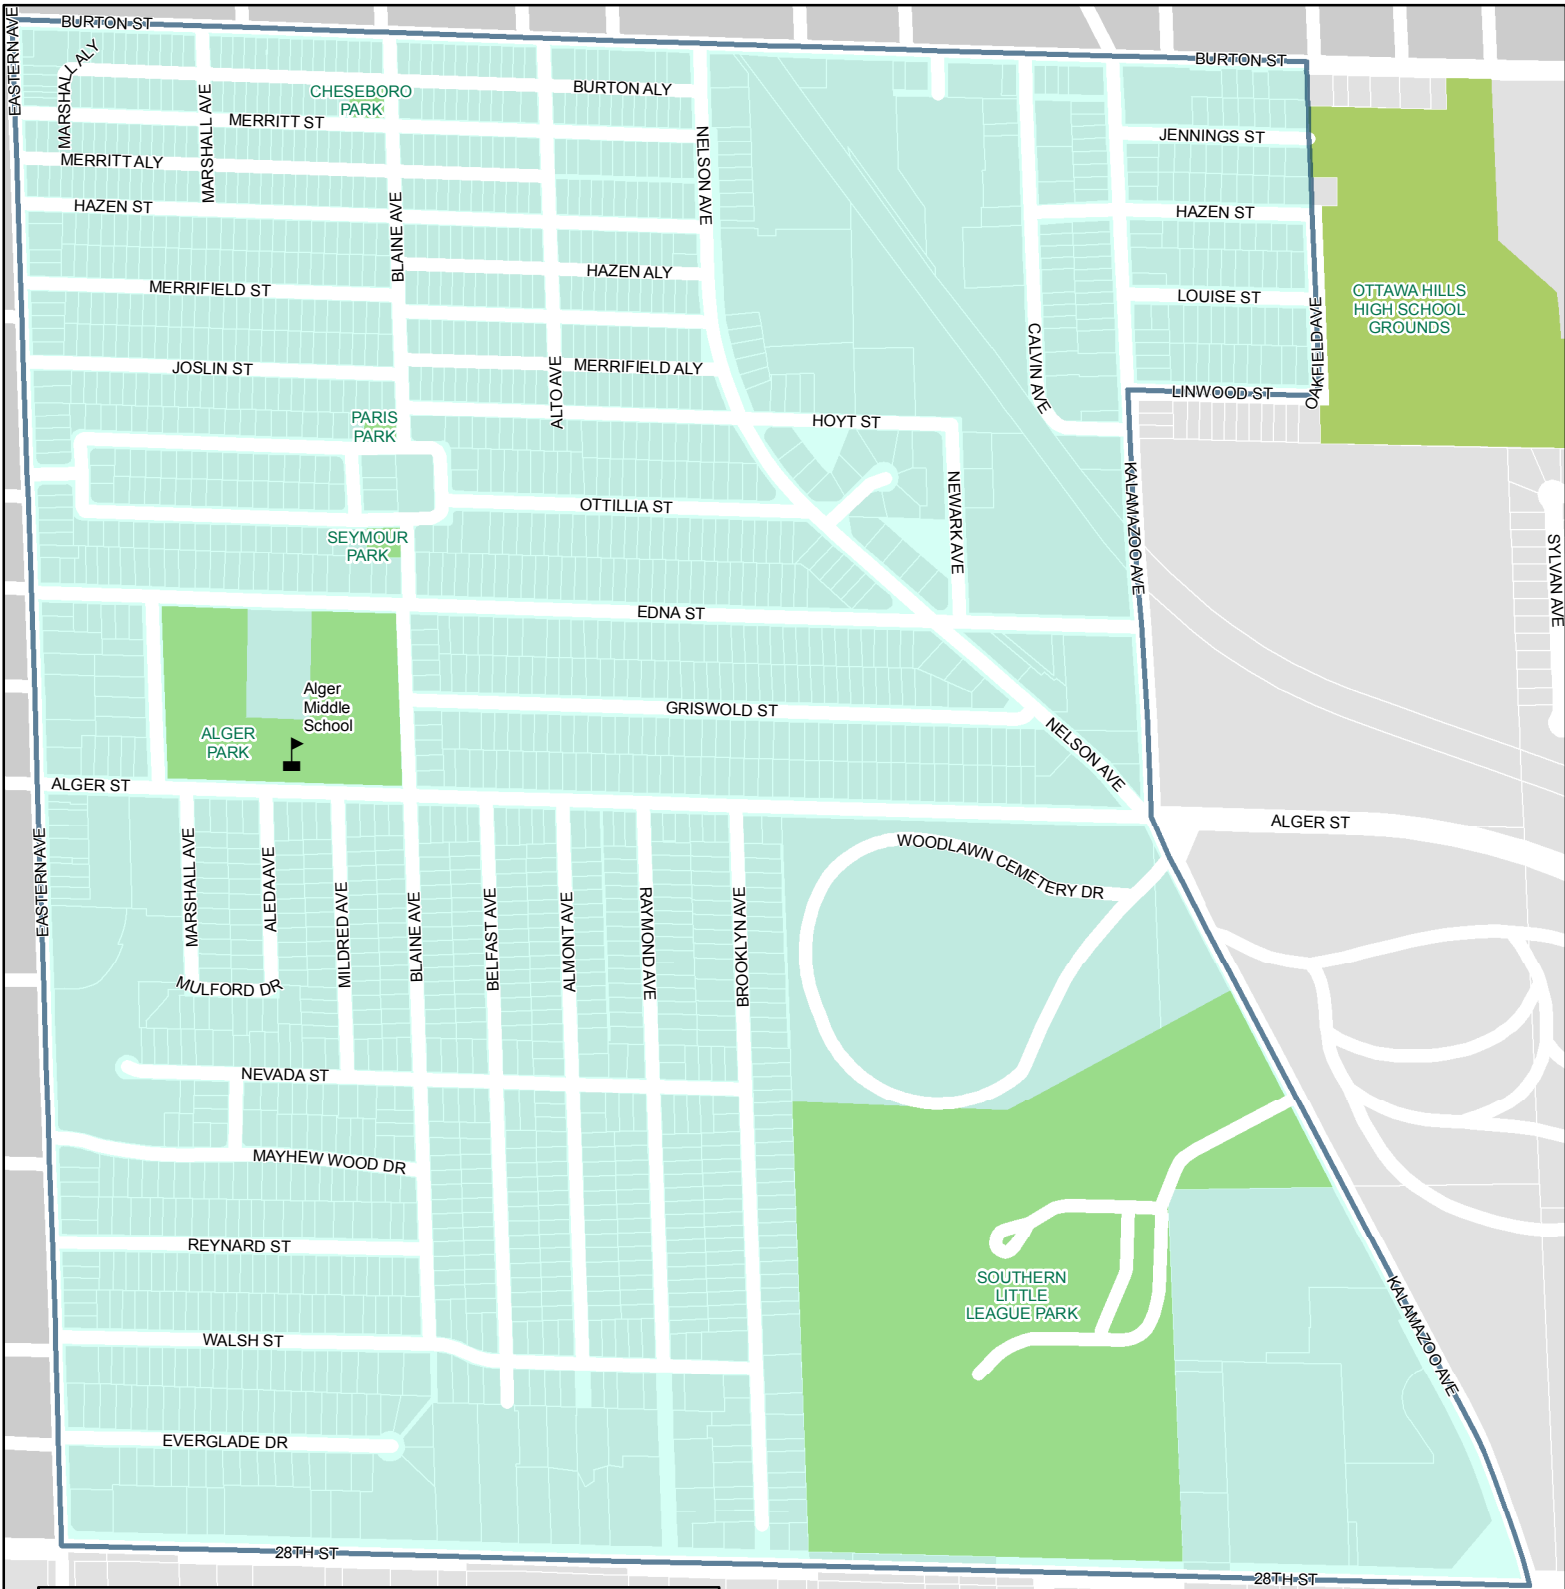 BURTON ST
BURTON ST
EASTERN AVE
MARSHALL ALY
MARSHALL AVE
CHESEBORO
PARK
BURTON ALY
MERRITT ST
JENNINGS ST
MERRITT ALY
NELSON AVE
HAZEN ST
HAZEN ST
BLAINE AVE
HAZEN ALY
MERRIFIELD ST
LOUISE ST
OTTAWA HILLS
HIGH SCHOOL
GROUNDS
OAKFIELD AVE
CALVIN AVE
JOSLIN ST
MERRIFIELD ALY
ALTO AVE
LINWOOD ST
PARIS
PARK
HOYT ST
OTTILLIA ST
NEWARK AVE
KALAMAZOO AVE
SEYMOUR
PARK
SYLVAN AVE
EDNA ST
Alger
Middle
School
GRISWOLD ST
ALGER
PARK
NELSON AVE
ALGER ST
ALGER ST
EASTERN AVE
MARSHALL AVE
ALEDA AVE
MILDRED AVE
BLAINE AVE
BELFAST AVE
ALMONT AVE
RAYMOND AVE
BROOKLYN AVE
WOODLAWN CEMETERY DR
MULFORD DR
NEVADA ST
MAYHEW WOOD DR
REYNARD ST
SOUTHERN
LITTLE
LEAGUE PARK
KALAMAZOO AVE
WALSH ST
EVERGLADE DR
28TH ST
28TH ST